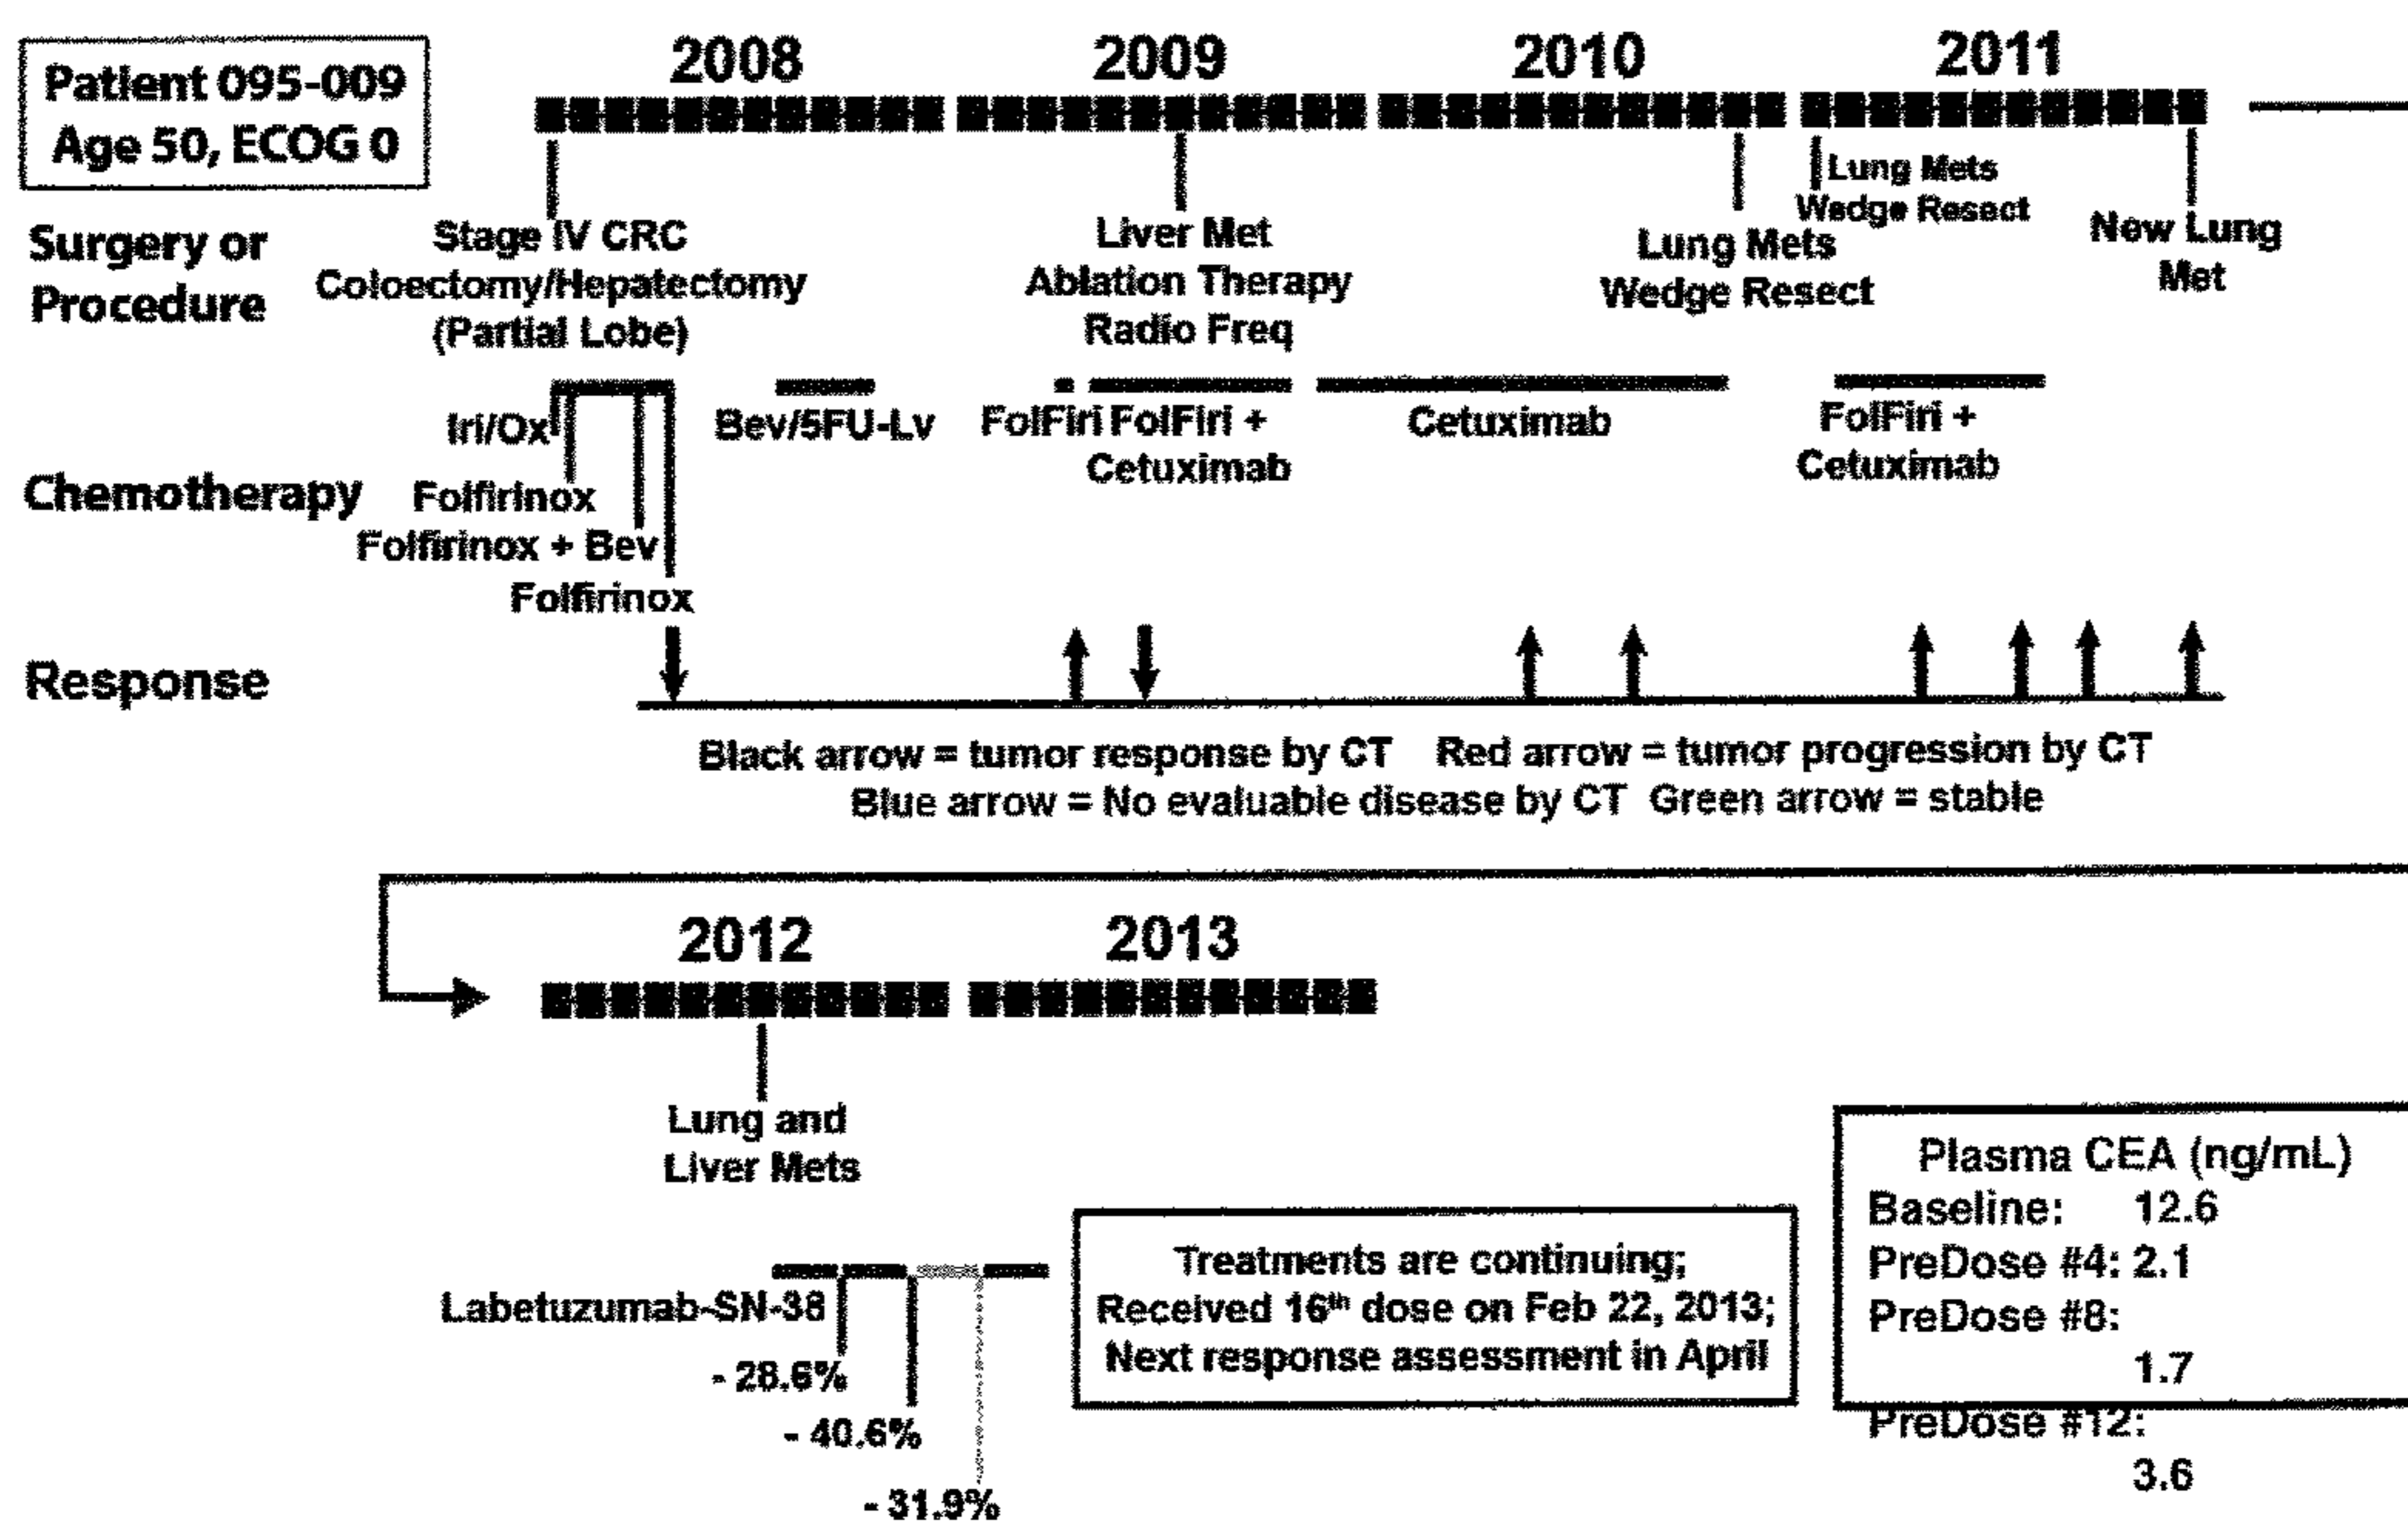 Patient 095-009
Age 50, ECOG 0
2008
2009
2010
2011
Surgery or
Procedure
Stage IV CRC
Coloectomy/Hepatectomy
(Partial Lobe)
Liver Met
Ablation Therapy
Radio Freq
Lung Mets
Wedge Resect
Lung Mets
Wedge Resect
New Lung
Met
Chemotherapy
Iri/Ox
Folfirinox
Folfirinox + Bev
Folfirinox
Bev/5FU-Lv
FolFiri
FolFiri +
Cetuximab
Cetuximab
FolFiri +
Cetuximab
Response
Black arrow = tumor response by CT Red arrow = tumor progression by CT
Blue arrow = No evaluable disease by CT Green arrow = stable
2012
2013
Lung and
Liver Mets
Labetuzumab-SN-38
- 28.6%
- 40.6%
- 31.9%
Treatments are continuing;
Received 16th dose on Feb 22, 2013;
Next response assessment in April
Plasma CEA (ng/mL)
Baseline: 12.6
PreDose #4: 2.1
PreDose #8:
1.7
PreDose #12:
3.6